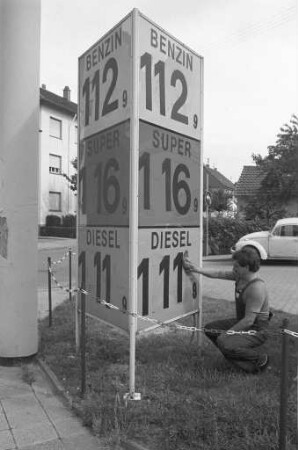 BENZIN
112 9
SUPER
116 9
DIESEL
111 9
BENZIN
112 9
SUPER
116 9
DIESEL
111 9